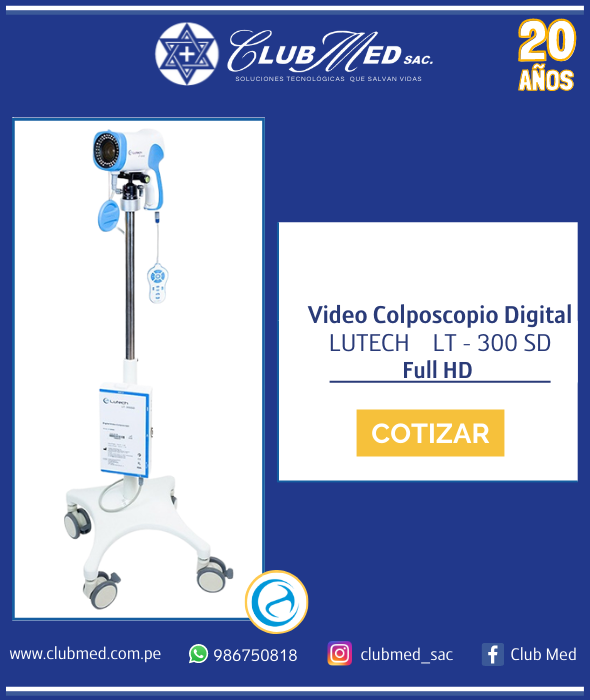 CLUB MED SAC.
SOLUCIONES TECNOLÓGICAS QUE SALVAN VIDAS
20
AÑOS
LUTECH
Video Colposcopio Digital
LUTECH LT - 300 SD
Full HD
COTIZAR
www.clubmed.com.pe
986750818
clubmed_sac
Club Med